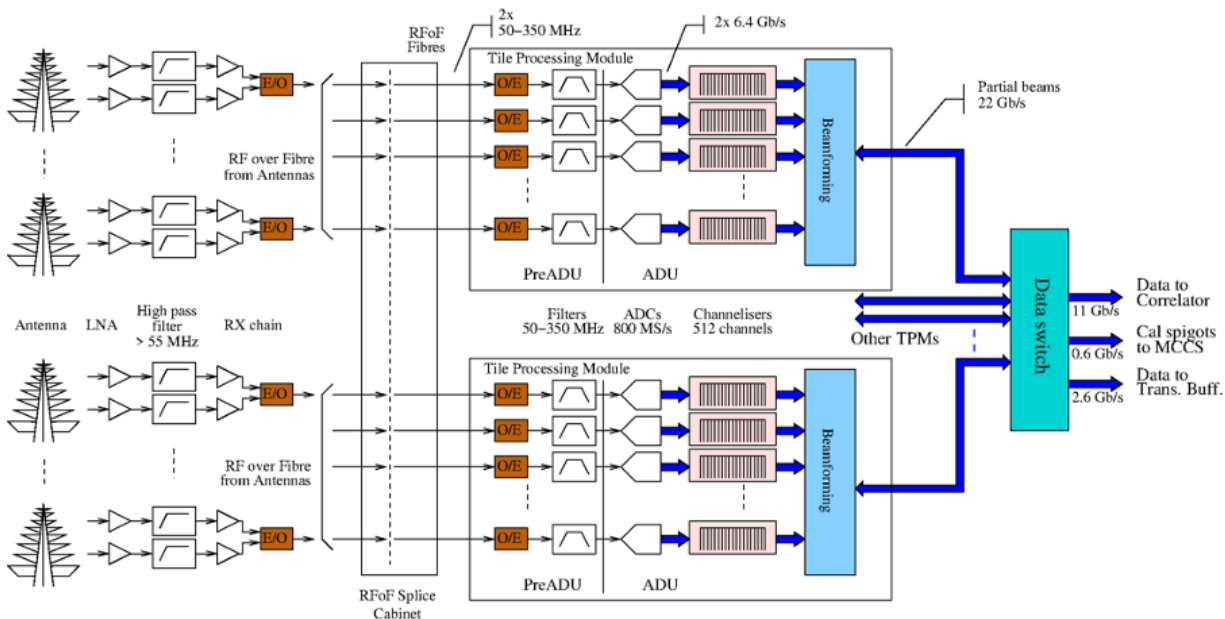 2x
50−350 MHz
2x 6.4 Gb/s
RFoF
Fibres
Tile Processing Module
E/O
O/E
O/E
O/E
RF over Fibre
from Antennas
E/O
O/E
Beamforming
PreADU
ADU
Partial beams
22 Gb/s
Antenna
LNA
High pass
filter
> 55 MHz
RX chain
Filters
50−350 MHz
ADCs
800 MS/s
Channelisers
512 channels
Other TPMs
Data switch
Data to
Correlator
11 Gb/s
Cal spigots
to MCCS
0.6 Gb/s
Data to
Trans. Buff.
2.6 Gb/s
Tile Processing Module
E/O
O/E
O/E
O/E
RF over Fibre
from Antennas
E/O
O/E
Beamforming
PreADU
ADU
RFoF Splice
Cabinet